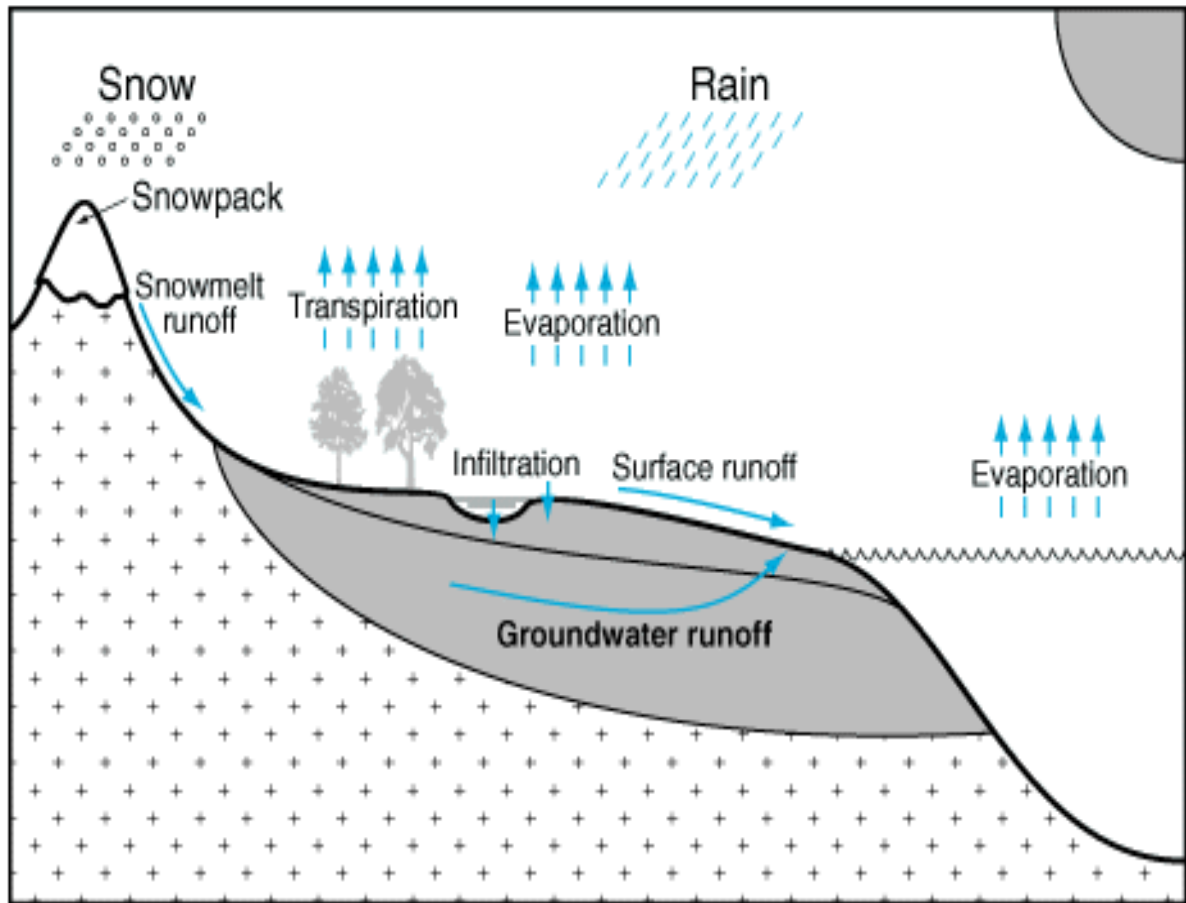 Snow
Rain
Snowpack
Snowmelt
runoff
Transpiration
Evaporation
Infiltration
Surface runoff
Evaporation
Groundwater runoff